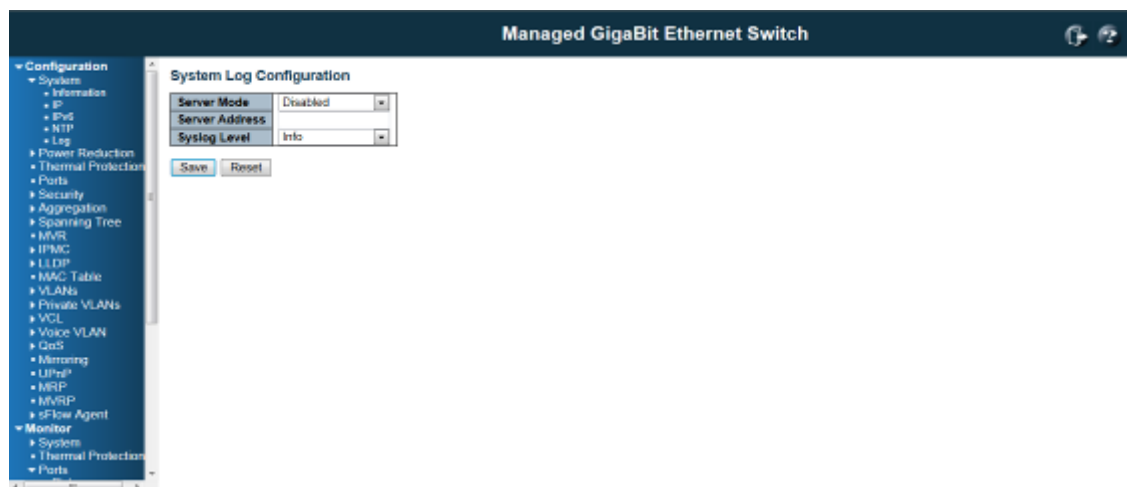 Managed GigaBit Ethernet Switch
Configuration
System
Information
IP
IPv6
NTP
Log
Power Reduction
Thermal Protection
Ports
Security
Aggregation
Spanning Tree
MVR
IPMC
LLDP
MAC Table
VLANs
Private VLANs
VCL
Voice VLAN
QoS
Mirroring
UPnP
MRP
MVRP
sFlow Agent
Monitor
System
Thermal Protection
Ports
System Log Configuration
Server Mode Disabled
Server Address
Syslog Level Info
Save Reset